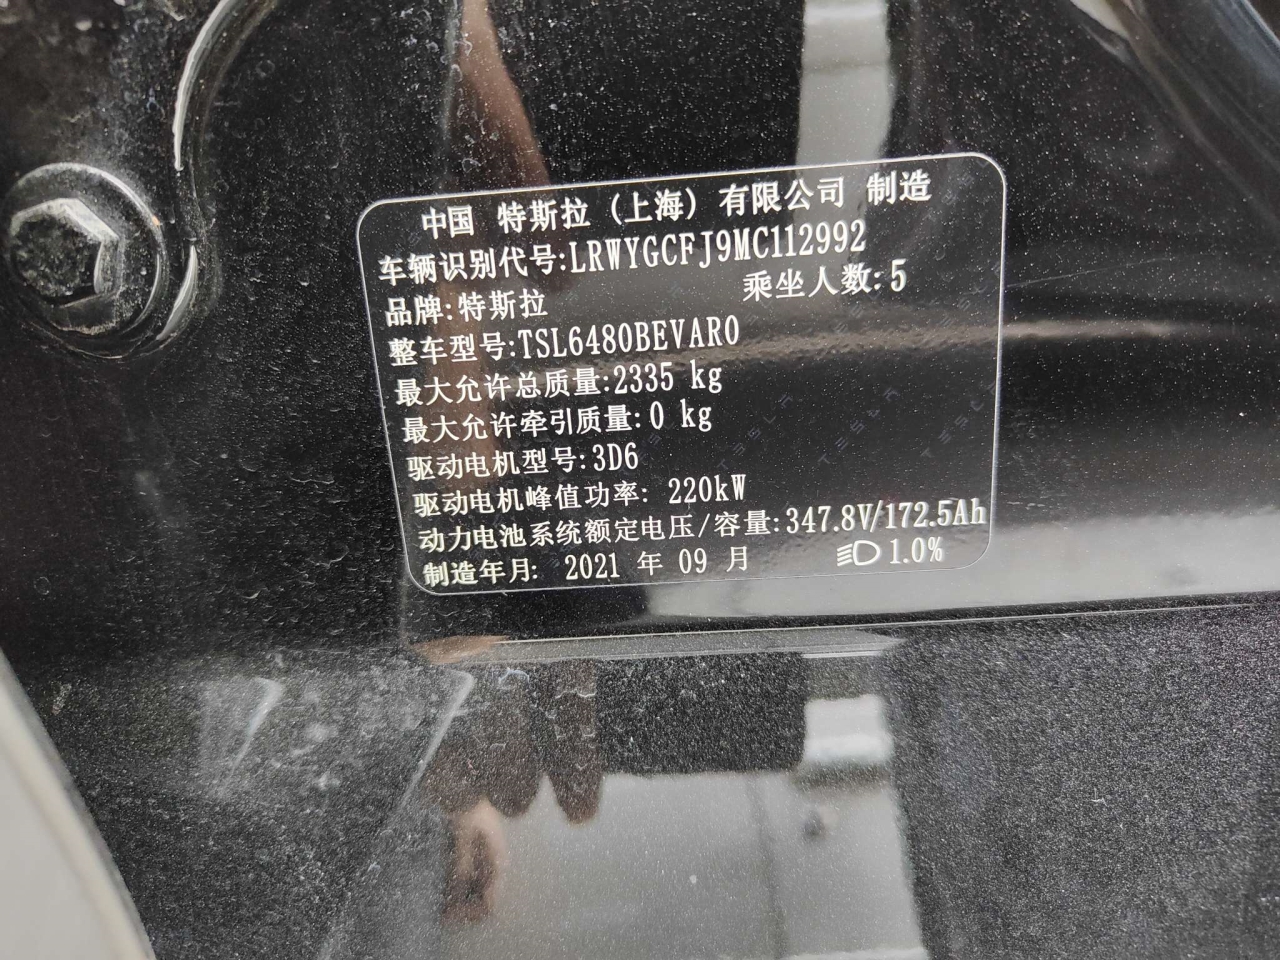 中国 特斯拉（上海）有限公司 制造
车辆识别代号:LRWYGCFJ9MC112992
品牌:特斯拉 乘坐人数:5
整车型号:TSL6480BEVAR0
最大允许总质量:2335 kg
最大允许牵引质量:0 kg
驱动电机型号:3D6
驱动电机峰值功率: 220kW
动力电池系统额定电压/容量:347.8V/172.5Ah
制造年月: 2021 年 09 月 1.0%